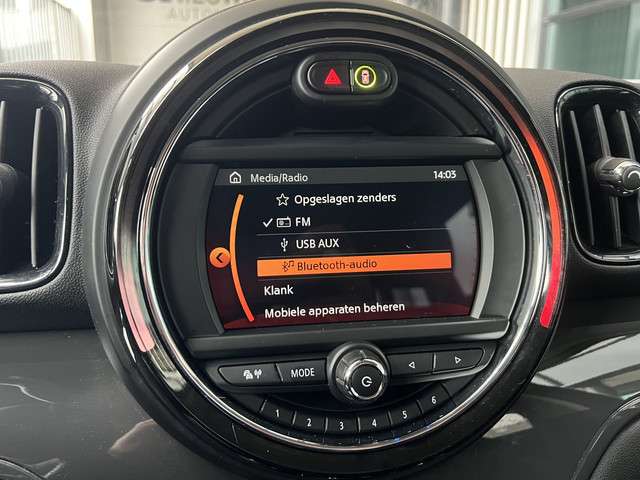 Media/Radio 14:03
Opgeslagen zenders
FM
USB AUX
Bluetooth-audio
Klank
Mobiele apparaten beheren
MODE
1 2 3 4 5 6